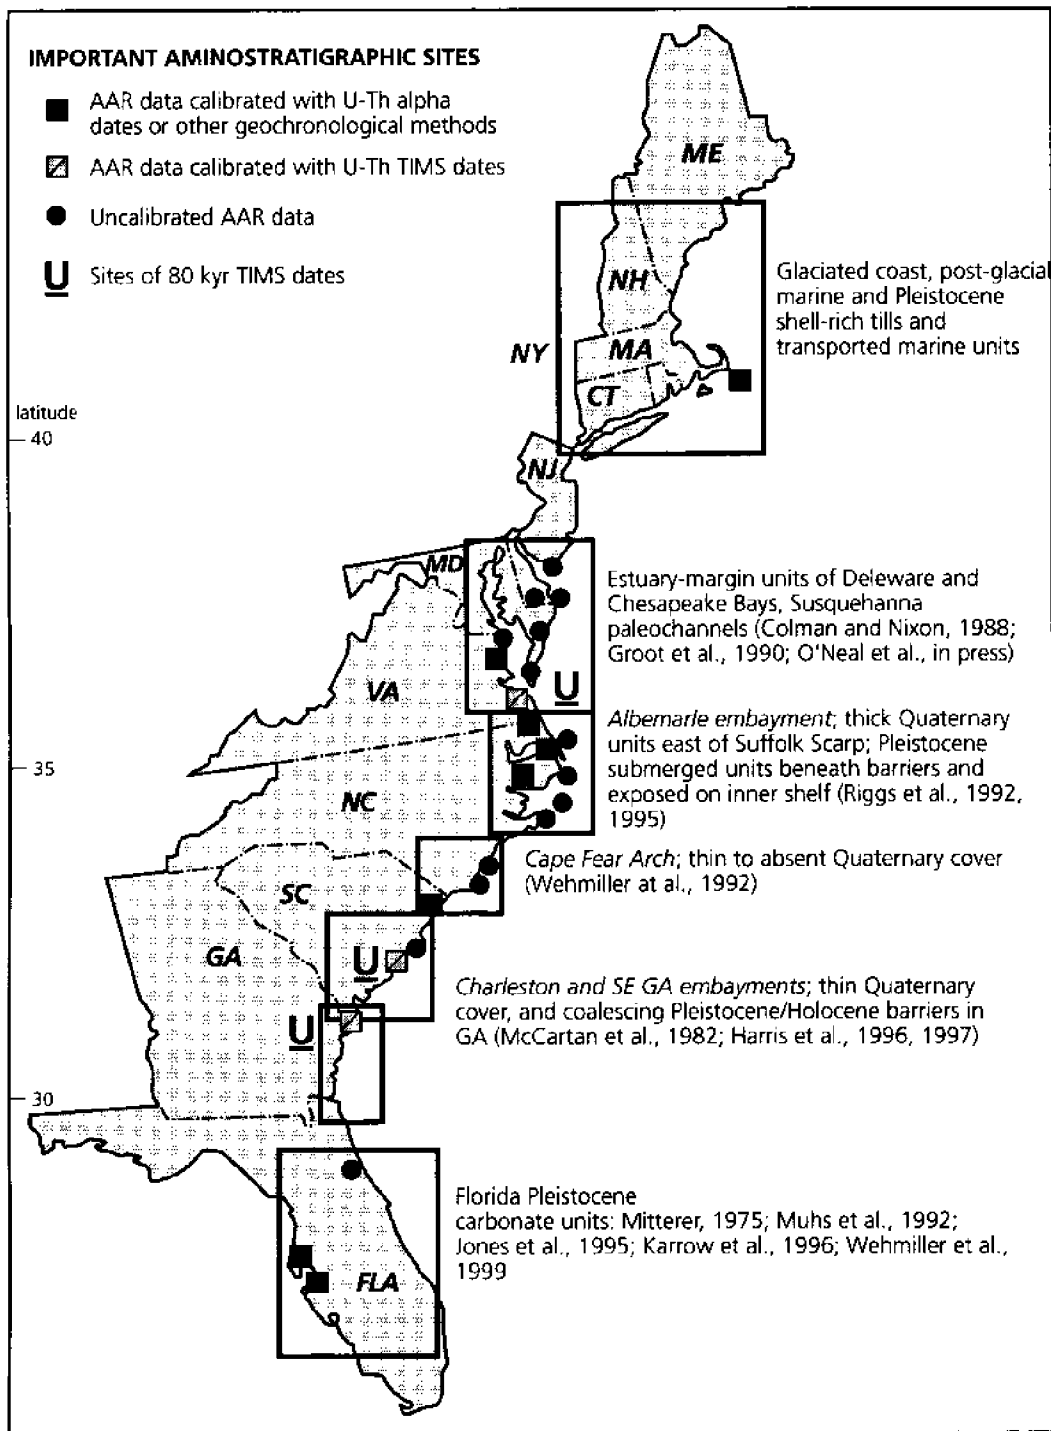 IMPORTANT AMINOSTRATIGRAPHIC SITES
AAR data calibrated with U-Th alpha
dates or other geochronological methods
AAR data calibrated with U-Th TIMS dates
Uncalibrated AAR data
U Sites of 80 kyr TIMS dates
ME
NH
Glaciated coast, post-glacial
marine and Pleistocene
shell-rich tills and
transported marine units
NY
MA
CT
latitude
40
NJ
MD
Estuary-margin units of Deleware and
Chesapeake Bays, Susquehanna
paleochannels (Colman and Nixon, 1988;
Groot et al., 1990; O'Neal et al., in press)
VA
U
Albemarle embayment; thick Quaternary
units east of Suffolk Scarp; Pleistocene
submerged units beneath barriers and
exposed on inner shelf (Riggs et al., 1992,
1995)
35
NC
Cape Fear Arch; thin to absent Quaternary cover
(Wehmiller at al., 1992)
SC
GA
U
Charleston and SE GA embayments; thin Quaternary
cover, and coalescing Pleistocene/Holocene barriers in
GA (McCartan et al., 1982; Harris et al., 1996, 1997)
U
30
Florida Pleistocene
carbonate units: Mitterer, 1975; Muhs et al., 1992;
Jones et al., 1995; Karrow et al., 1996; Wehmiller et al.,
1999
FLA